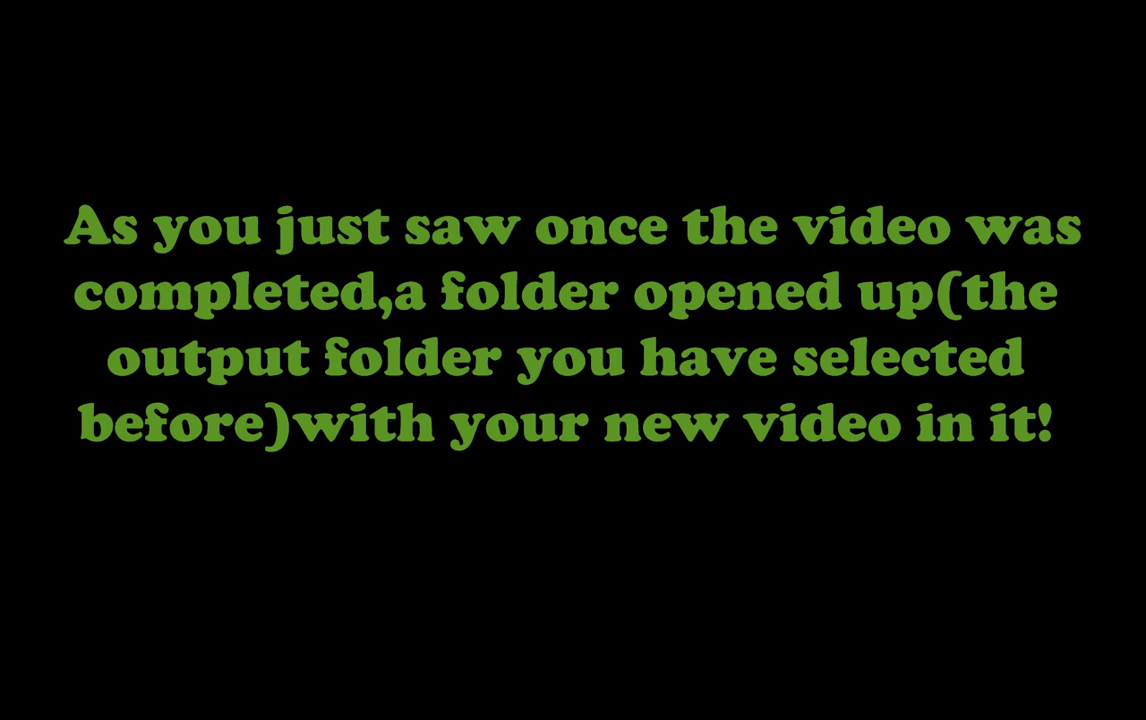 As you just saw once the video was
completed,a folder opened up(the
output folder you have selected
before)with your new video in it!